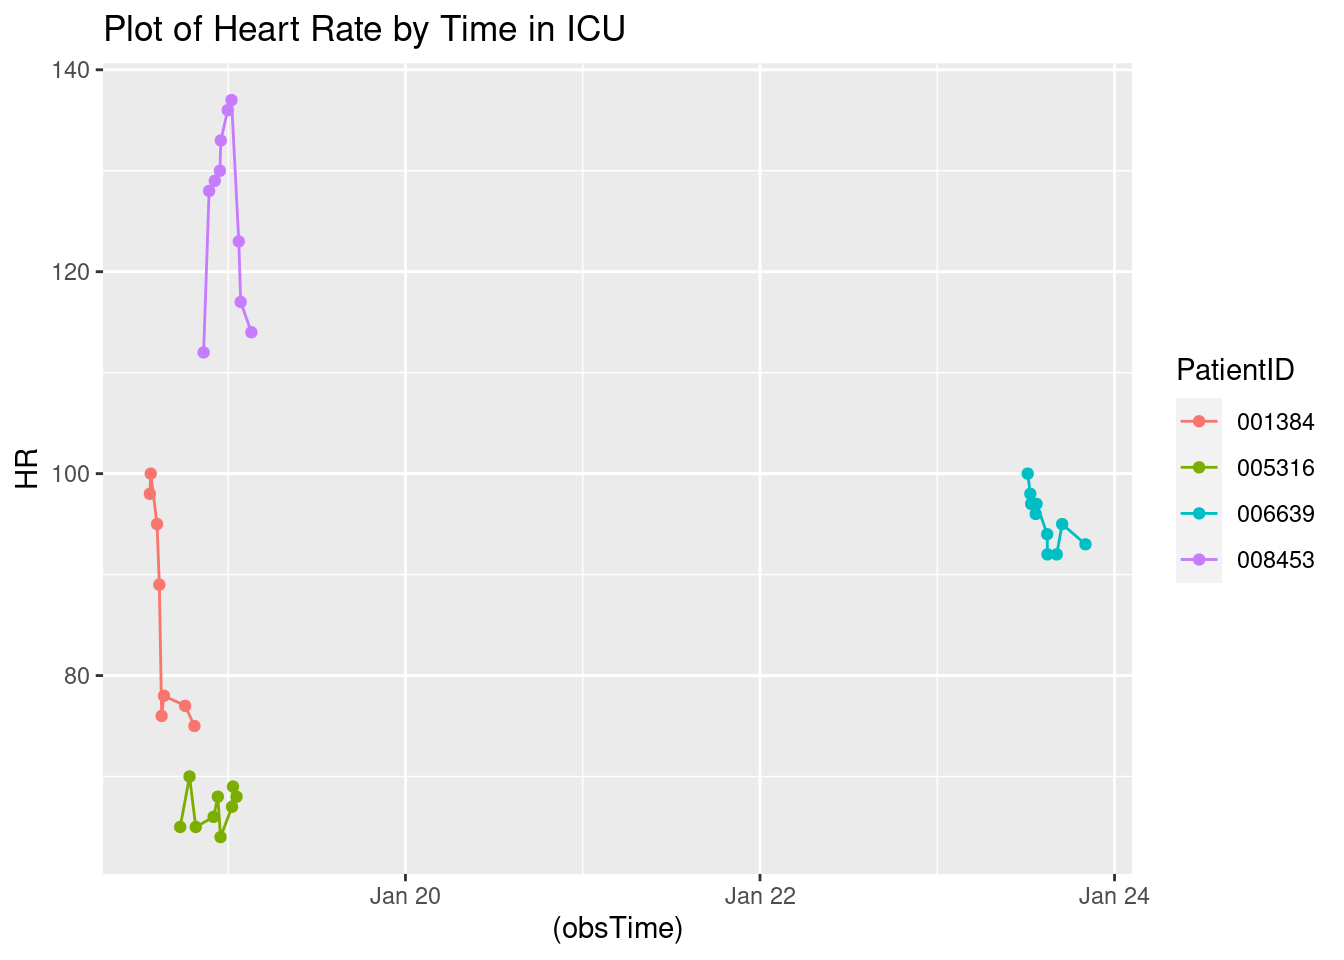 Plot of Heart Rate by Time in ICU
140
120
100
80
HR
Jan 20
Jan 22
Jan 24
(obsTime)
PatientID
001384
005316
006639
008453